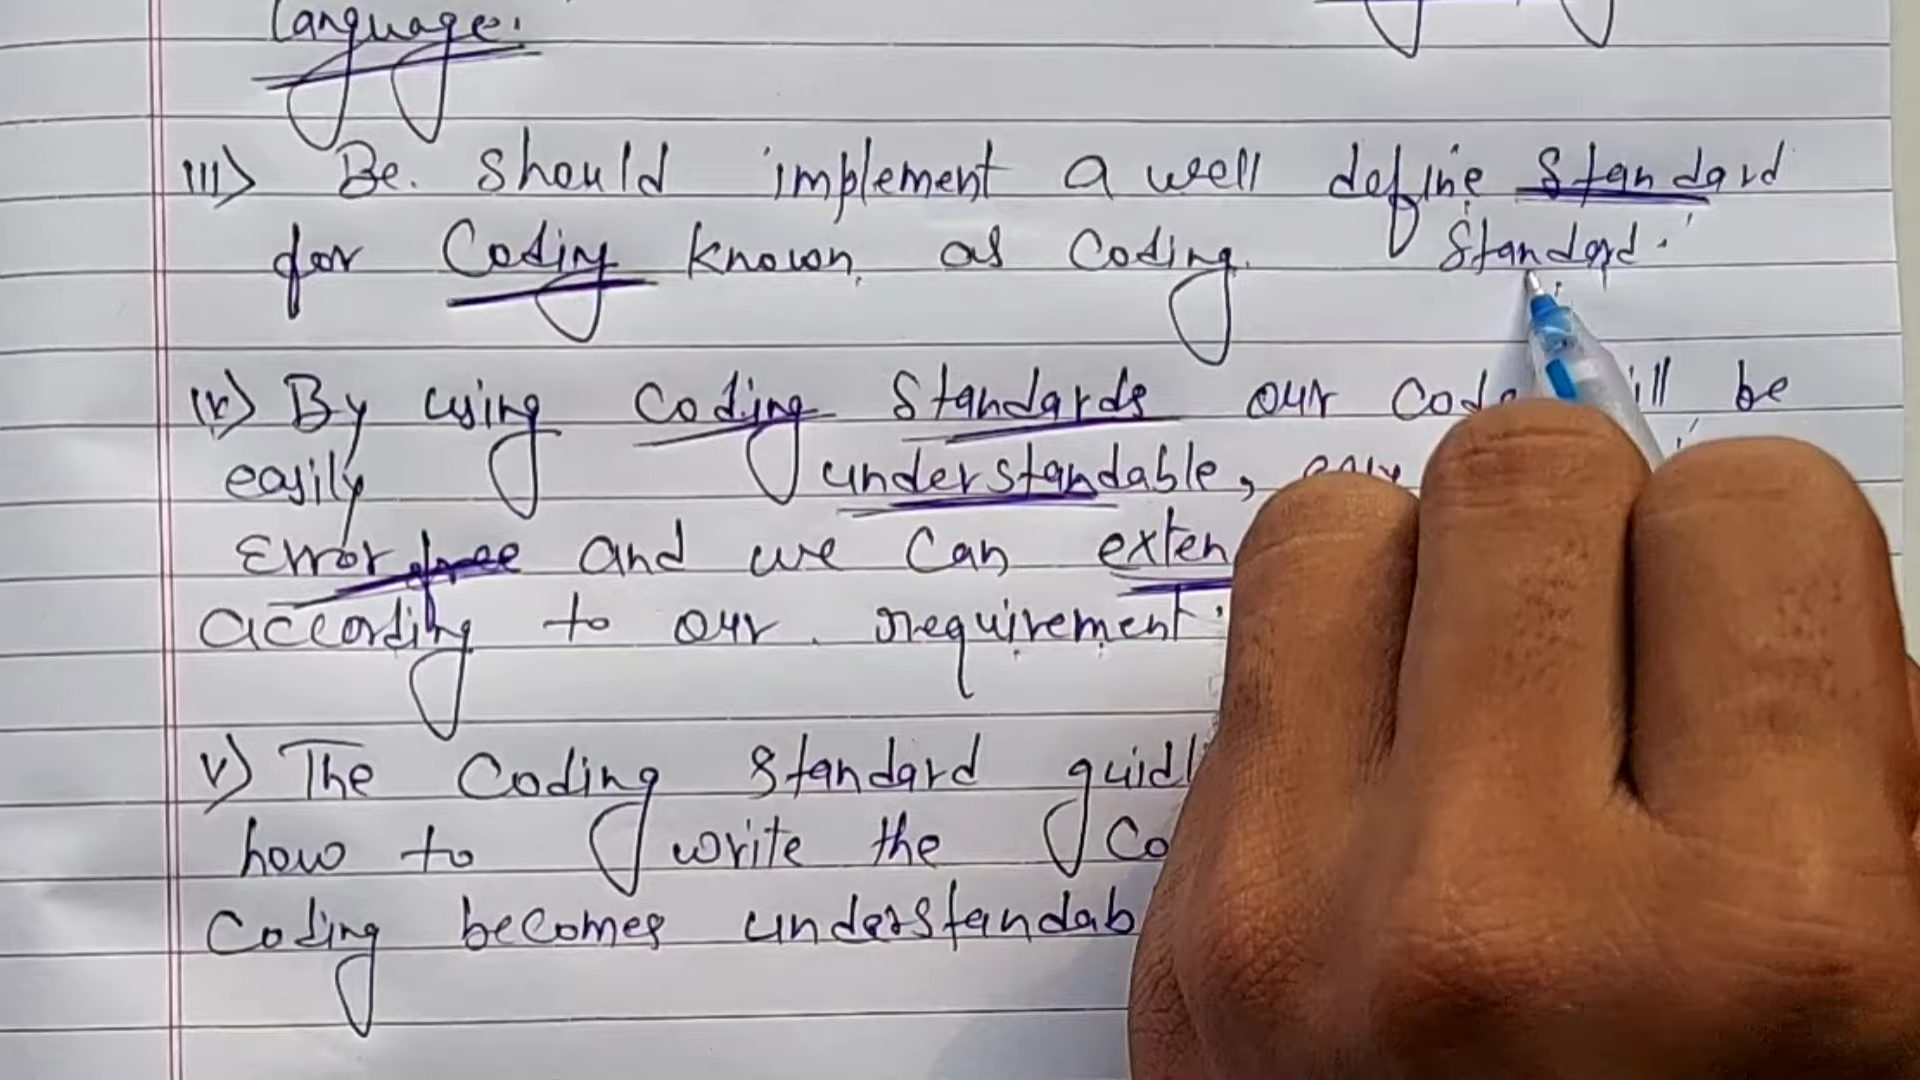 language.
III) Be should implement a well define Standard
for Coding known as Coding Standard.
IV) By using Coding Standards our Code will be
easily understandable,
Error free and we can exten
according to our requirement.
V) The Coding Standard guidl
how to write the Co
Coding becomes understandab